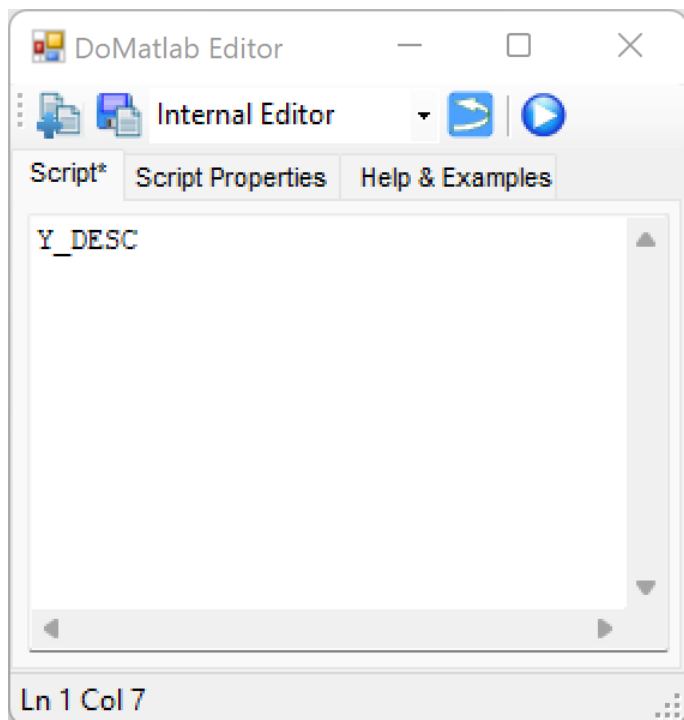 DoMatlab Editor
Internal Editor
Script* Script Properties Help & Examples
Y_DESC
Ln 1 Col 7